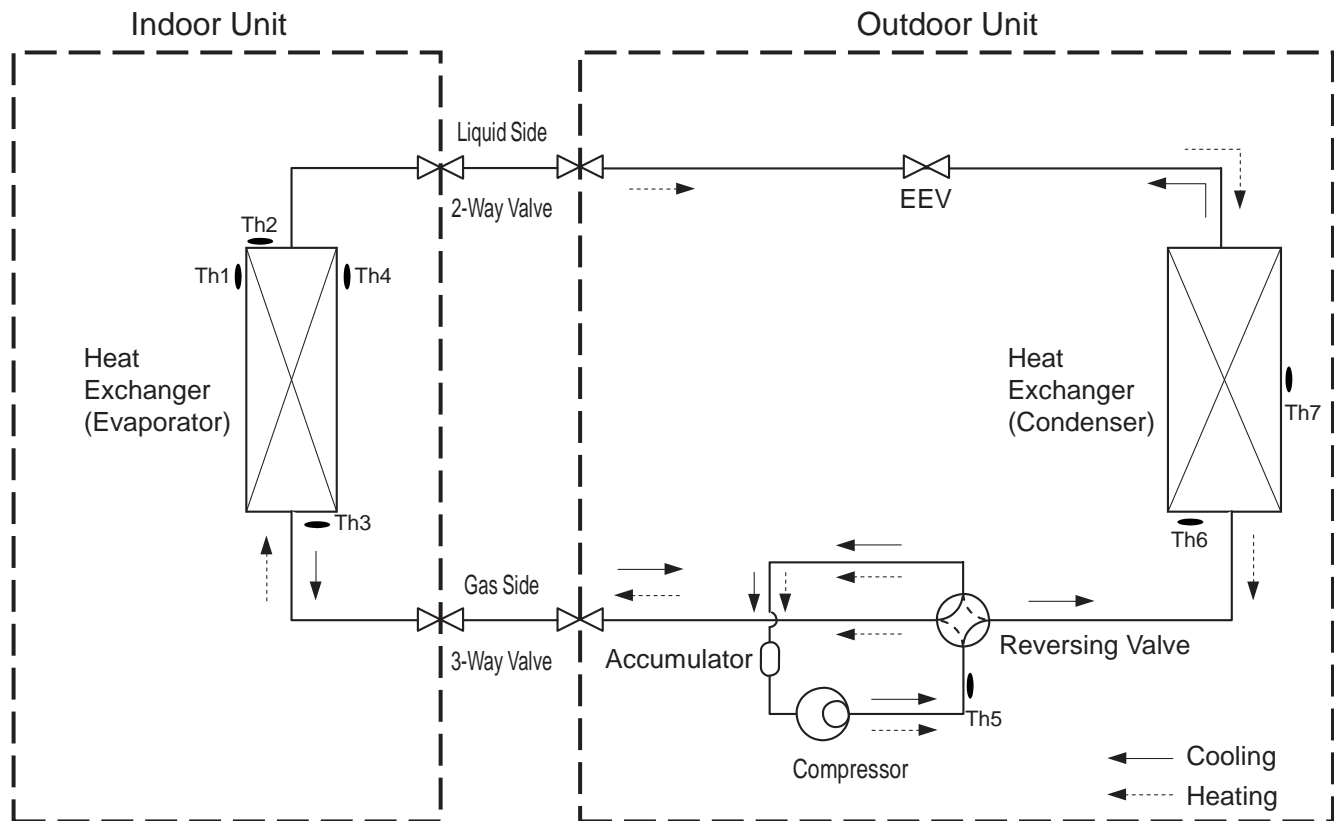 Indoor Unit
Outdoor Unit
Liquid Side
2-Way Valve
EEV
Th2
Th1
Th4
Heat
Exchanger
(Evaporator)
Heat
Exchanger
(Condenser)
Th7
Th3
Th6
Gas Side
3-Way Valve
Accumulator
Reversing Valve
Th5
Compressor
Cooling
Heating